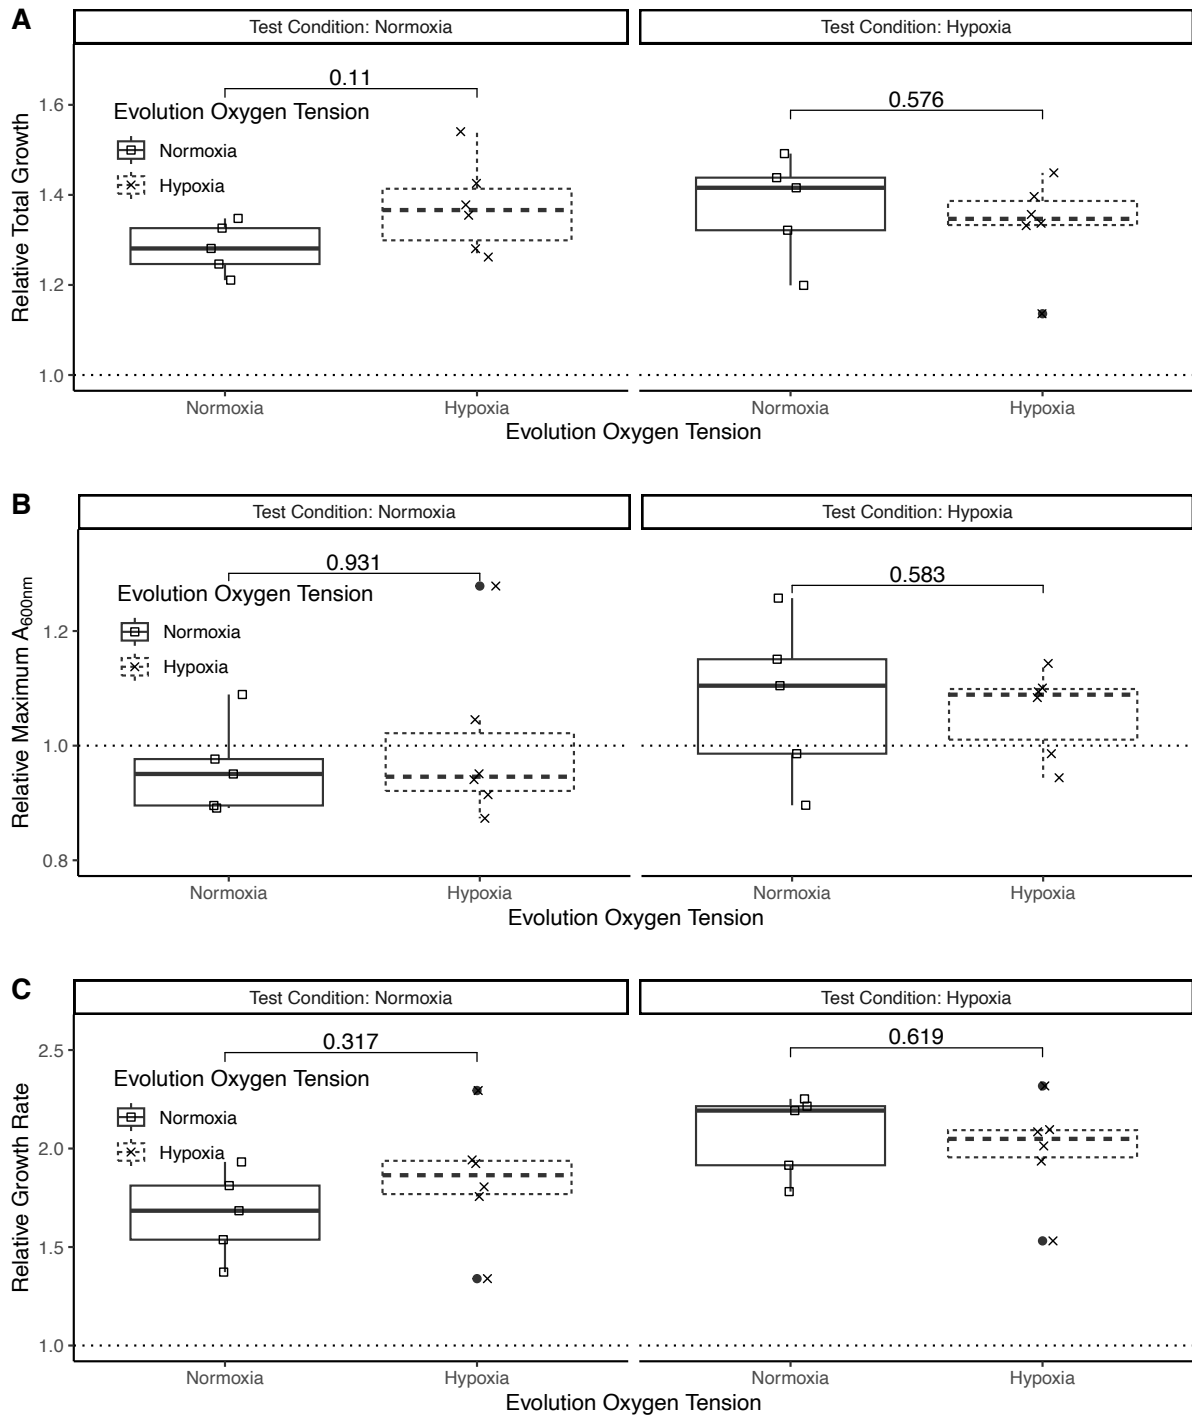 A
Test Condition: Normoxia
Test Condition: Hypoxia
0.11
0.576
Evolution Oxygen Tension
Normoxia
Hypoxia
Relative Total Growth
1.6
1.4
1.2
1.0
Normoxia
Hypoxia
Normoxia
Hypoxia
Evolution Oxygen Tension
B
Test Condition: Normoxia
Test Condition: Hypoxia
0.931
0.583
Evolution Oxygen Tension
Normoxia
Hypoxia
Relative Maximum A600nm
1.2
1.0
0.8
Normoxia
Hypoxia
Normoxia
Hypoxia
Evolution Oxygen Tension
C
Test Condition: Normoxia
Test Condition: Hypoxia
0.317
0.619
Evolution Oxygen Tension
Normoxia
Hypoxia
Relative Growth Rate
2.5
2.0
1.5
1.0
Normoxia
Hypoxia
Normoxia
Hypoxia
Evolution Oxygen Tension